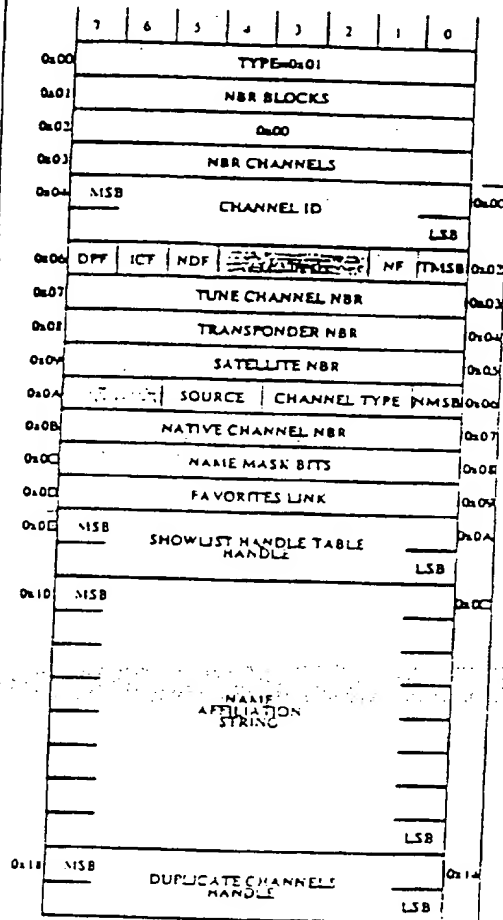 7 6 5 4 3 2 1 0
0x00 TYPE=0x01
0x01 NBR BLOCKS
0x02 0x00
0x03 NBR CHANNELS
0x04 MSB CHANNEL ID LSB 0x00
0x06 DPF ICF NDF NF TMSB 0x02
0x07 TUNE CHANNEL NBR 0x03
0x08 TRANSPONDER NBR 0x04
0x09 SATELLITE NBR 0x05
0x0A SOURCE CHANNEL TYPE NMSB 0x06
0x0B NATIVE CHANNEL NBR 0x07
0x0C NAME MASK BITS 0x08
0x0D FAVORITES LINK 0x09
0x0E MSB SHOWLIST HANDLE TABLE 0x0A
HANDLE LSB
0x10 MSB 0x0C
NAME
AFFILIATION
STRING
LSB
0x18 MSB DUPLICATE CHANNELS 0x14
HANDLE LSB